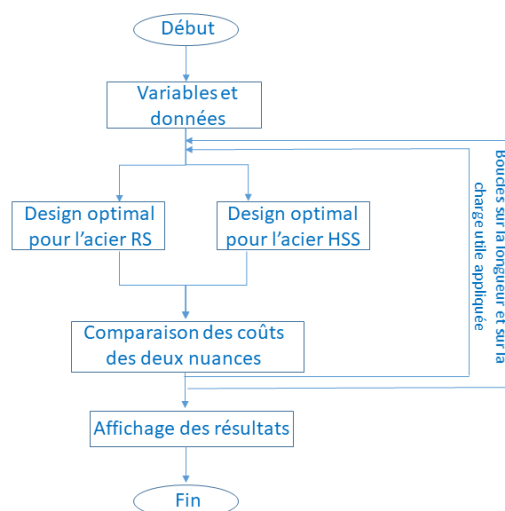 Début
Variables et
données
Design optimal
pour l'acier RS
Design optimal
pour l'acier HSS
Boucles sur la longueur et sur la
charge utile appliquée
Comparaison des coûts
des deux nuances
Affichage des résultats
Fin